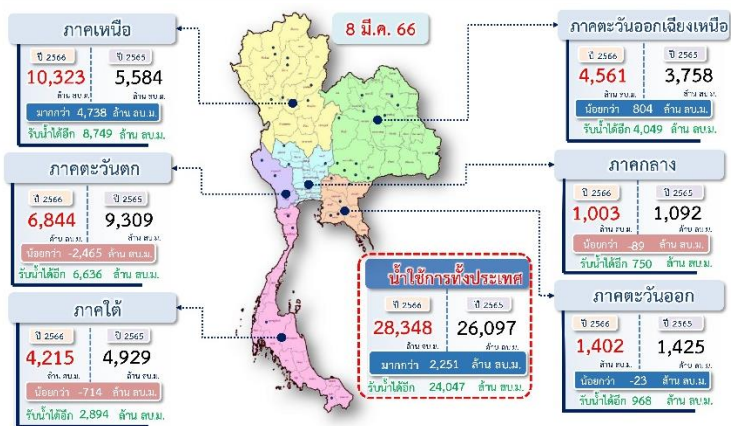 8 มี.ค. 66
ภาคเหนือ
ปี 2566 ปี 2565
10,323 5,584
ล้าน ลบ.ม. ล้าน ลบ.ม.
มากกว่า 4,738 ล้าน ลบ.ม.
รับน้ำได้อีก 8,749 ล้าน ลบ.ม.
ภาคตะวันตก
ปี 2566 ปี 2565
6,844 9,309
ล้าน ลบ.ม. ล้าน ลบ.ม.
น้อยกว่า -2,465 ล้าน ลบ.ม.
รับน้ำได้อีก 6,636 ล้าน ลบ.ม.
ภาคใต้
ปี 2566 ปี 2565
4,215 4,929
ล้าน ลบ.ม. ล้าน ลบ.ม.
น้อยกว่า -714 ล้าน ลบ.ม.
รับน้ำได้อีก 2,894 ล้าน ลบ.ม.
น้ำใช้การทั้งประเทศ
ปี 2566 ปี 2565
28,348 26,097
ล้าน ลบ.ม. ล้าน ลบ.ม.
มากกว่า 2,251 ล้าน ลบ.ม.
รับน้ำได้อีก 24,047 ล้าน ลบ.ม.
ภาคตะวันออกเฉียงเหนือ
ปี 2566 ปี 2565
4,561 3,758
ล้าน ลบ.ม. ล้าน ลบ.ม.
น้อยกว่า 804 ล้าน ลบ.ม.
รับน้ำได้อีก 4,049 ล้าน ลบ.ม.
ภาคกลาง
ปี 2566 ปี 2565
1,003 1,092
ล้าน ลบ.ม. ล้าน ลบ.ม.
น้อยกว่า -89 ล้าน ลบ.ม.
รับน้ำได้อีก 750 ล้าน ลบ.ม.
ภาคตะวันออก
ปี 2566 ปี 2565
1,402 1,425
ล้าน ลบ.ม. ล้าน ลบ.ม.
น้อยกว่า -23 ล้าน ลบ.ม.
รับน้ำได้อีก 968 ล้าน ลบ.ม.